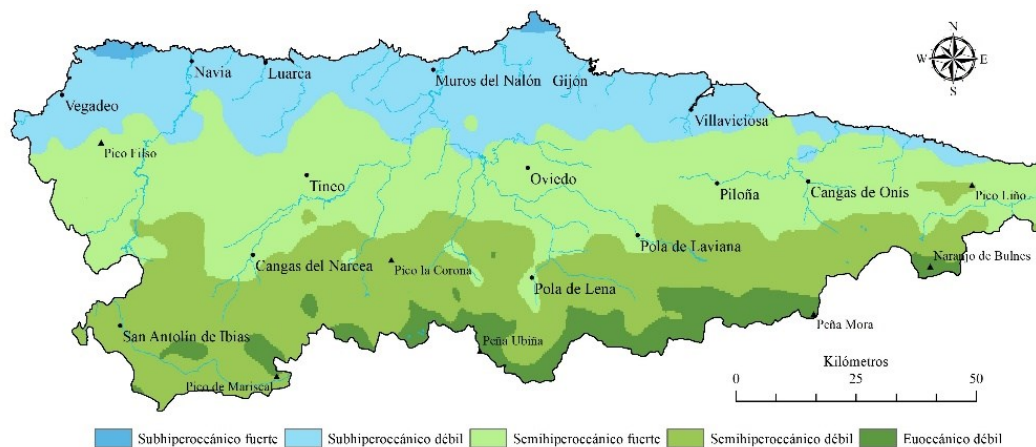 N
W E
S
Navia
Luarca
Muros del Nalón
Gijón
Vegadeo
Villaviciosa
Pico Filso
Tineo
Oviedo
Piloña
Cangas de Onís
Pico Liño
Pola de Laviana
Cangas del Narcea
Pico la Corona
Naranjo de Bulnes
Pola de Lena
San Antolín de Ibias
Peña Mora
Peña Ubiña
Pico de Mariscal
Kilómetros
0 25 50
Subhiperoceánico fuerte
Subhiperoceánico débil
Semihiperoceánico fuerte
Semihiperoceánico débil
Euoceánico débil